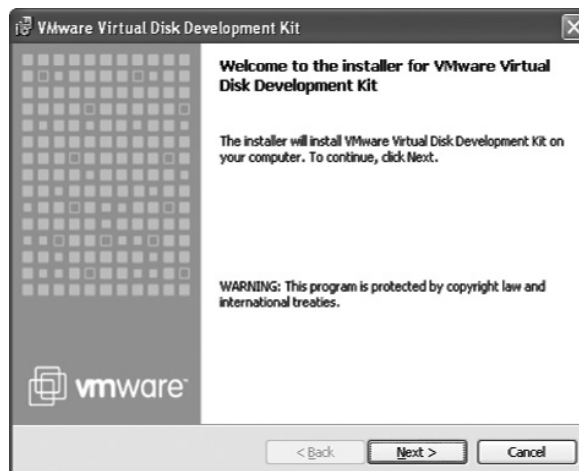 VMware Virtual Disk Development Kit
Welcome to the installer for VMware Virtual
Disk Development Kit
The installer will install VMware Virtual Disk Development Kit on
your computer. To continue, click Next.
WARNING: This program is protected by copyright law and
international treaties.
vmware
< Back
Next >
Cancel